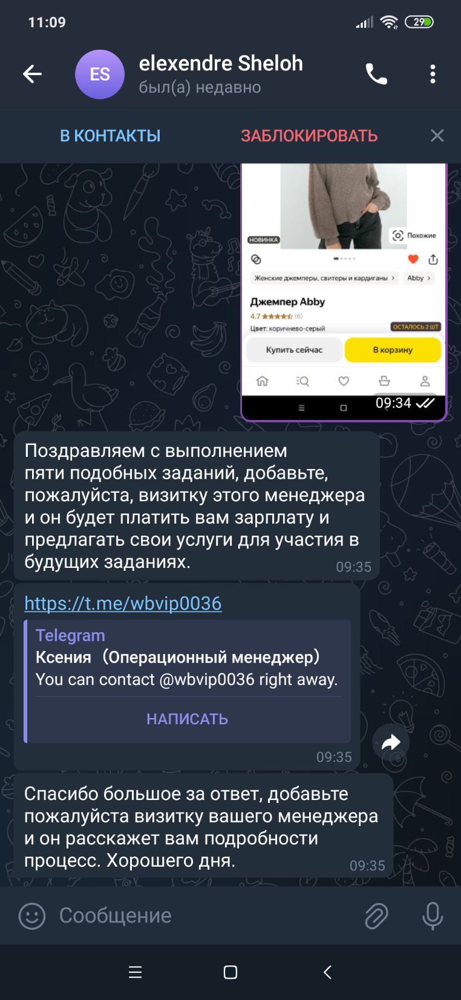 11:09
29
ES
elexendre Sheloh
был(а) недавно
В КОНТАКТЫ
ЗАБЛОКИРОВАТЬ
НОВИНКА
Похожие
Женские джемперы, свитеры и кардиганы >
Abby >
Джемпер Abby
4.7 (6)
Цвет: коричнево-серый
ОСТАЛОСЬ 2 ШТ
Купить сейчас
В корзину
09:34
Поздравляем с выполнением
пяти подобных заданий, добавьте,
пожалуйста, визитку этого менеджера
и он будет платить вам зарплату и
предлагать свои услуги для участия в
будущих заданиях.
09:35
https://t.me/wbvip0036
Telegram
Ксения（Операционный менеджер）
You can contact @wbvip0036 right away.
НАПИСАТЬ
09:35
Спасибо большое за ответ, добавьте
пожалуйста визитку вашего менеджера
и он расскажет вам подробности
процесс. Хорошего дня.
09:35
Сообщение